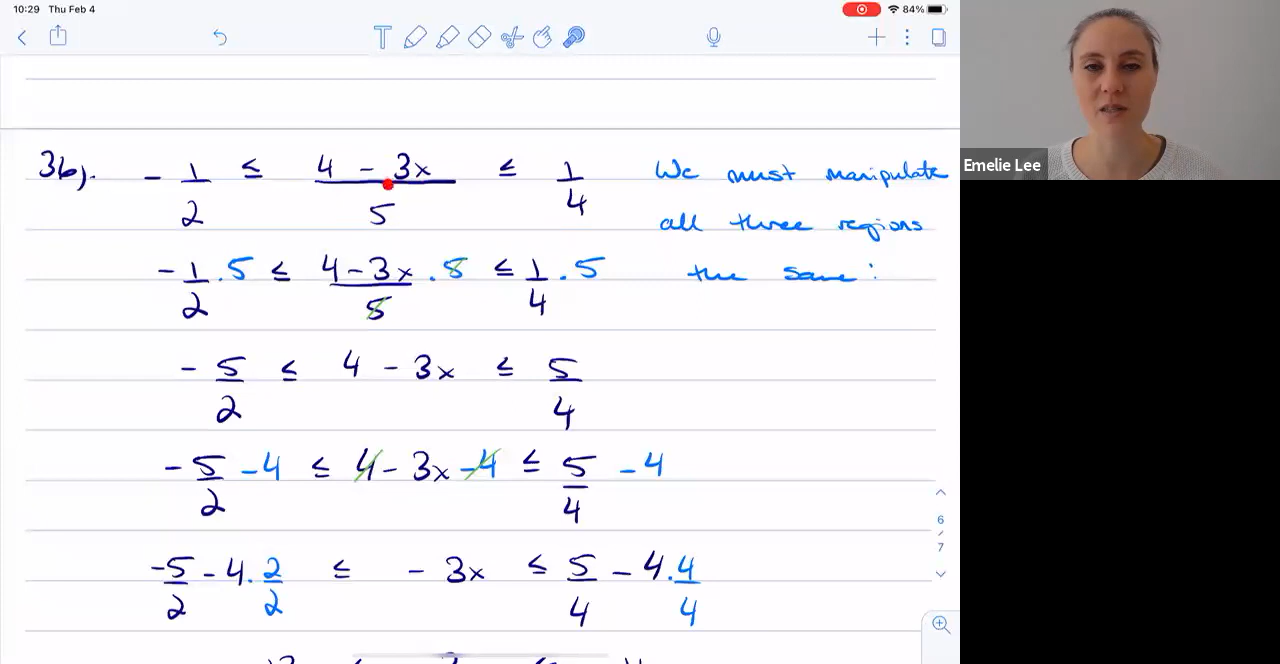 10:29 Thu Feb 4
84%
T
Emelie Lee
3b). - 1/2 ≤ (4 - 3x)/5 ≤ 1/4 We must manipulate
all three regions
- 1/2 · 5 ≤ (4 - 3x)/5 · 5 ≤ 1/4 · 5 the same:
- 5/2 ≤ 4 - 3x ≤ 5/4
- 5/2 - 4 ≤ 4 - 3x - 4 ≤ 5/4 - 4
-5/2 - 4 · 2/2 ≤ - 3x ≤ 5/4 - 4 · 4/4
6
7